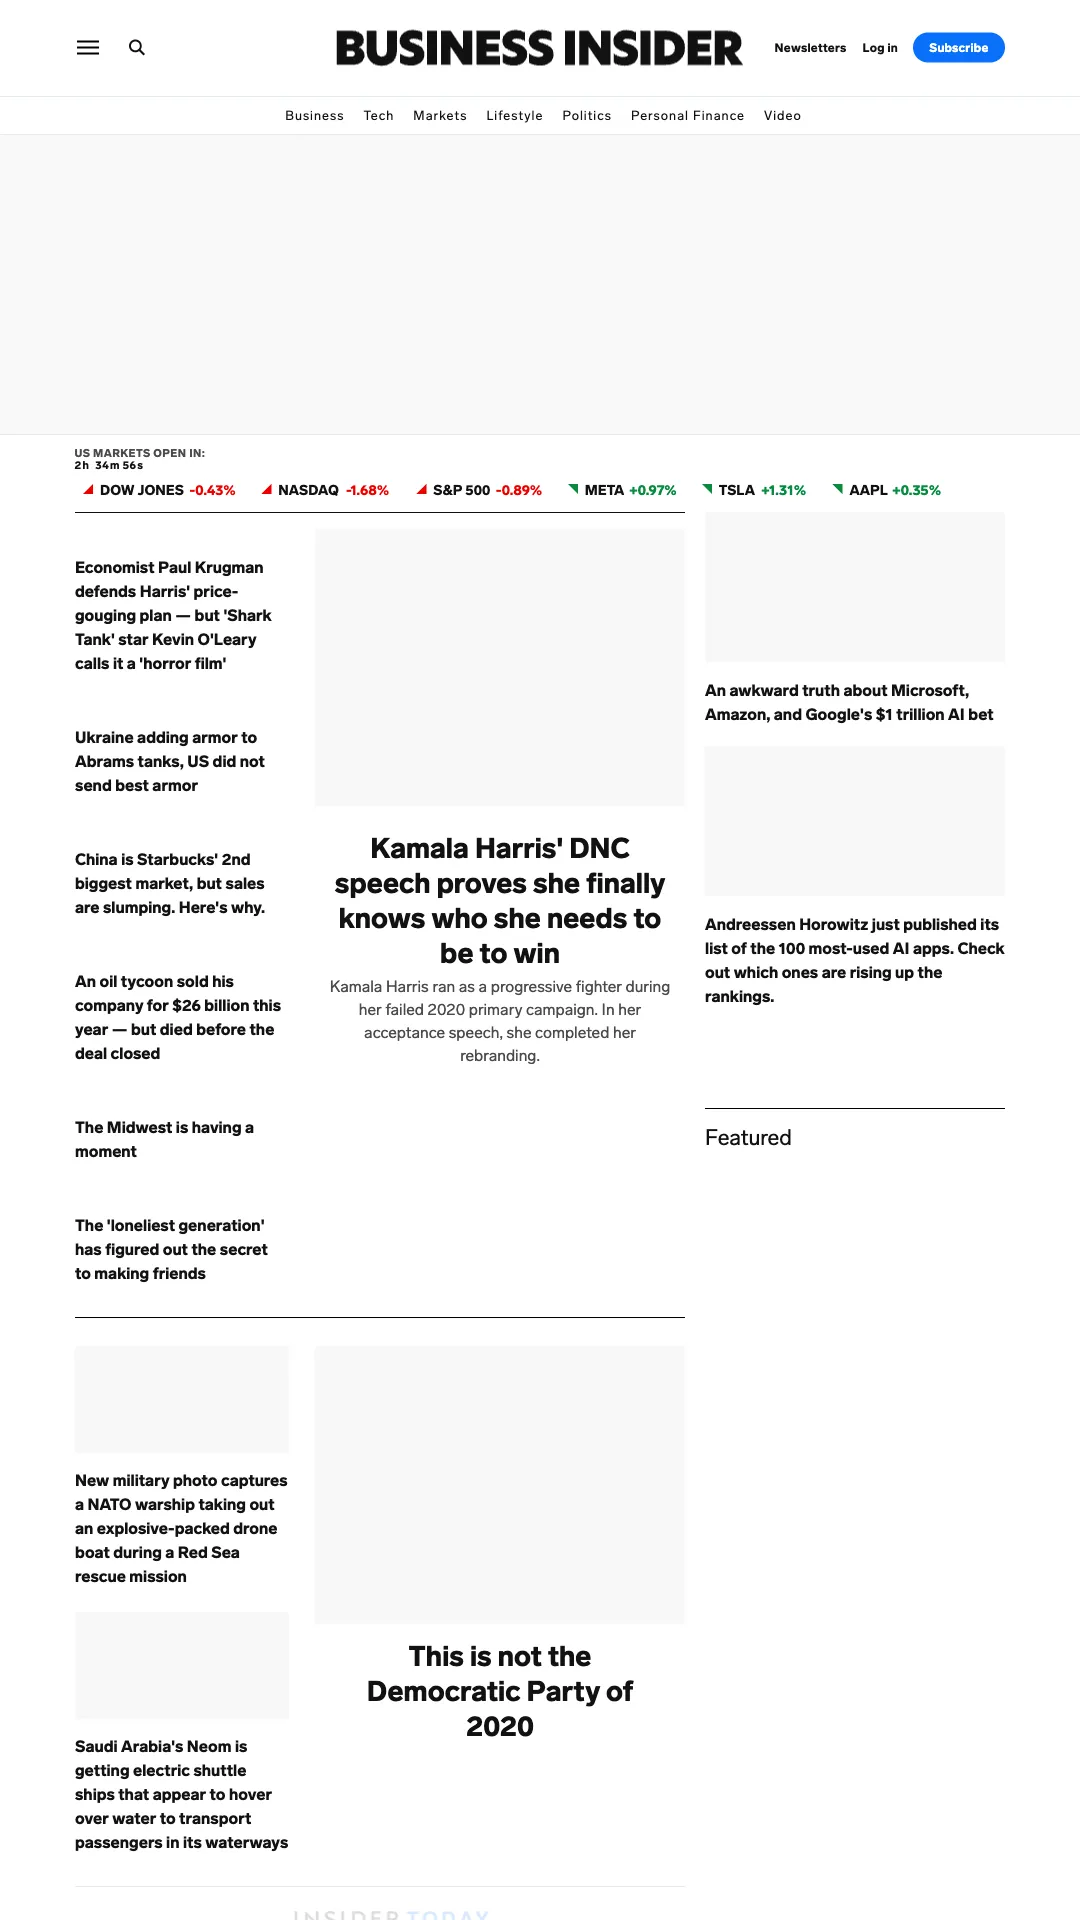 BUSINESS INSIDER
Newsletters
Log in
Subscribe
Business Tech Markets Lifestyle Politics Personal Finance Video
US MARKETS OPEN IN:
2h 34m 56s
DOW JONES -0.43% NASDAQ -1.68% S&P 500 -0.89% META +0.97% TSLA +1.31% AAPL +0.35%
Economist Paul Krugman
defends Harris' price-
gouging plan — but 'Shark
Tank' star Kevin O'Leary
calls it a 'horror film'
Ukraine adding armor to
Abrams tanks, US did not
send best armor
China is Starbucks' 2nd
biggest market, but sales
are slumping. Here's why.
An oil tycoon sold his
company for $26 billion this
year — but died before the
deal closed
The Midwest is having a
moment
The 'loneliest generation'
has figured out the secret
to making friends
Kamala Harris' DNC
speech proves she finally
knows who she needs to
be to win
Kamala Harris ran as a progressive fighter during
her failed 2020 primary campaign. In her
acceptance speech, she completed her
rebranding.
An awkward truth about Microsoft,
Amazon, and Google's $1 trillion AI bet
Andreessen Horowitz just published its
list of the 100 most-used AI apps. Check
out which ones are rising up the
rankings.
Featured
New military photo captures
a NATO warship taking out
an explosive-packed drone
boat during a Red Sea
rescue mission
Saudi Arabia's Neom is
getting electric shuttle
ships that appear to hover
over water to transport
passengers in its waterways
This is not the
Democratic Party of
2020
INSIDER TODAY